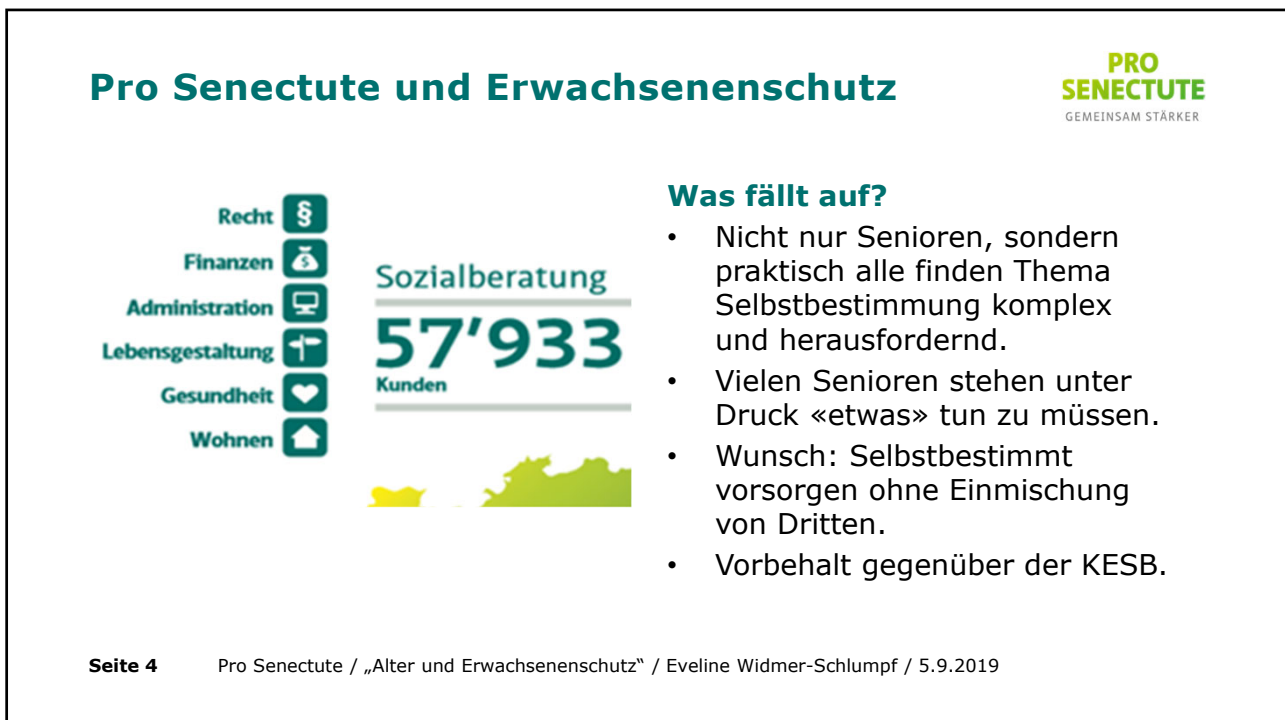 Pro Senectute und Erwachsenenschutz
PRO
SENECTUTE
GEMEINSAM STÄRKER
Recht §
Finanzen $
Administration
Lebensgestaltung
Gesundheit
Wohnen
Sozialberatung
57’933
Kunden
Was fällt auf?
• Nicht nur Senioren, sondern
praktisch alle finden Thema
Selbstbestimmung komplex
und herausfordernd.
• Vielen Senioren stehen unter
Druck «etwas» tun zu müssen.
• Wunsch: Selbstbestimmt
vorsorgen ohne Einmischung
von Dritten.
• Vorbehalt gegenüber der KESB.
Seite 4 Pro Senectute / „Alter und Erwachsenenschutz“ / Eveline Widmer-Schlumpf / 5.9.2019